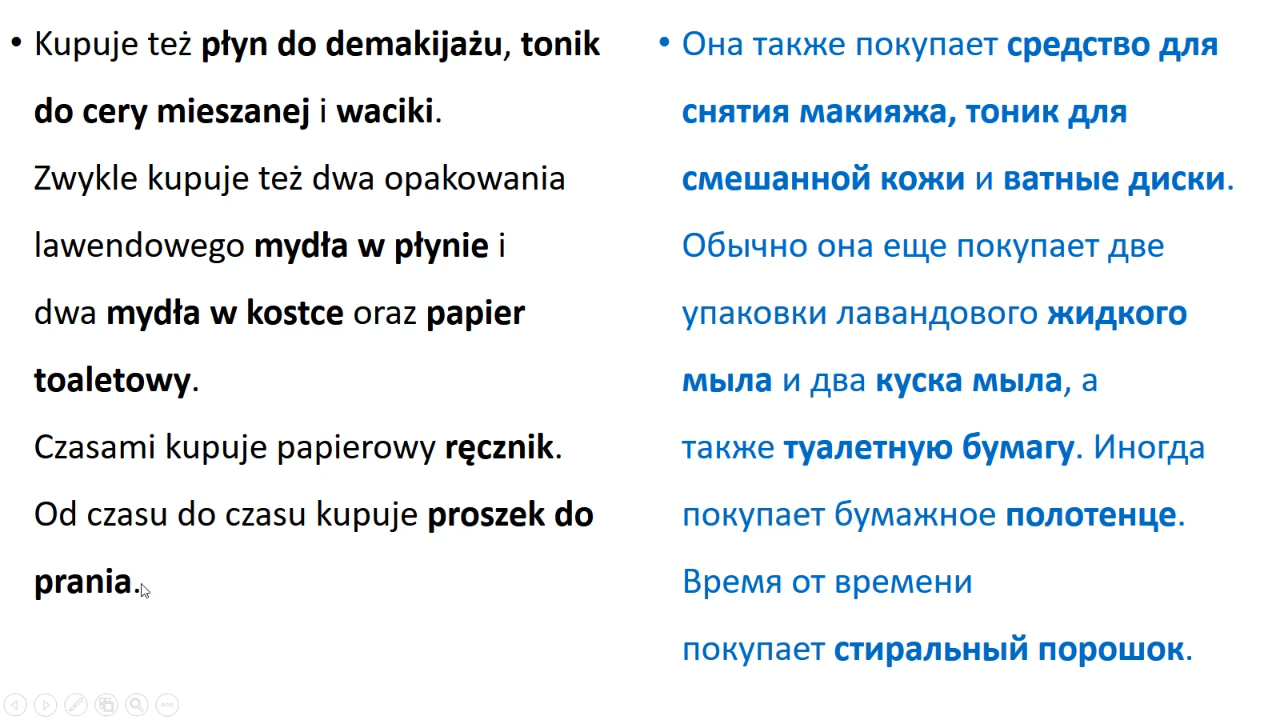 • Kupuje też płyn do demakijażu, tonik
do cery mieszanej i waciki.
Zwykle kupuje też dwa opakowania
lawendowego mydła w płynie i
dwa mydła w kostce oraz papier
toaletowy.
Czasami kupuje papierowy ręcznik.
Od czasu do czasu kupuje proszek do
prania.
• Она также покупает средство для
снятия макияжа, тоник для
смешанной кожи и ватные диски.
Обычно она еще покупает две
упаковки лавандового жидкого
мыла и два куска мыла, а
также туалетную бумагу. Иногда
покупает бумажное полотенце.
Время от времени
покупает стиральный порошок.